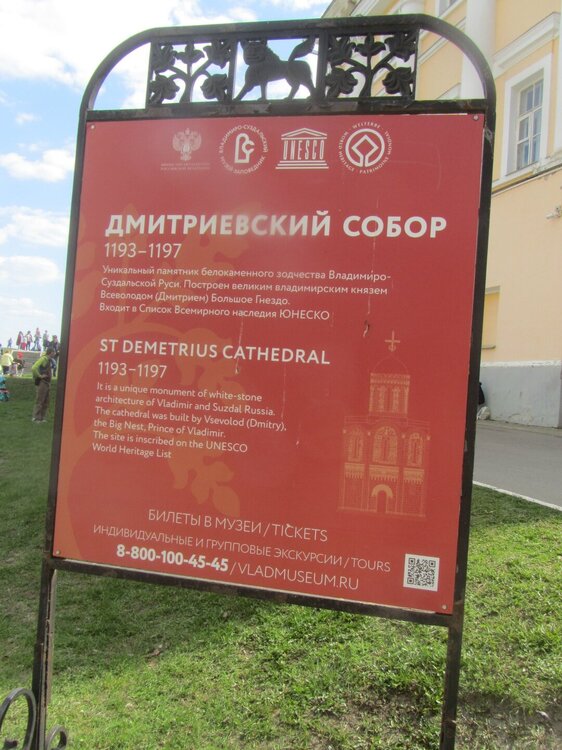 ВЛАДИМИРО-СУЗДАЛЬСКИЙ
МУЗЕЙ-ЗАПОВЕДНИК
UNESCO
ДМИТРИЕВСКИЙ СОБОР
1193–1197
Уникальный памятник белокаменного зодчества Владимиро-
Суздальской Руси. Построен великим владимирским князем
Всеволодом (Дмитрием) Большое Гнездо.
Входит в Список Всемирного наследия ЮНЕСКО
ST DEMETRIUS CATHEDRAL
1193–1197
It is a unique monument of white-stone
architecture of Vladimir and Suzdal Russia.
The cathedral was built by Vsevolod (Dmitry),
the Big Nest, Prince of Vladimir.
The site is inscribed on the UNESCO
World Heritage List
БИЛЕТЫ В МУЗЕИ / TICKETS
ИНДИВИДУАЛЬНЫЕ И ГРУППОВЫЕ ЭКСКУРСИИ / TOURS
8-800-100-45-45 / VLADMUSEUM.RU